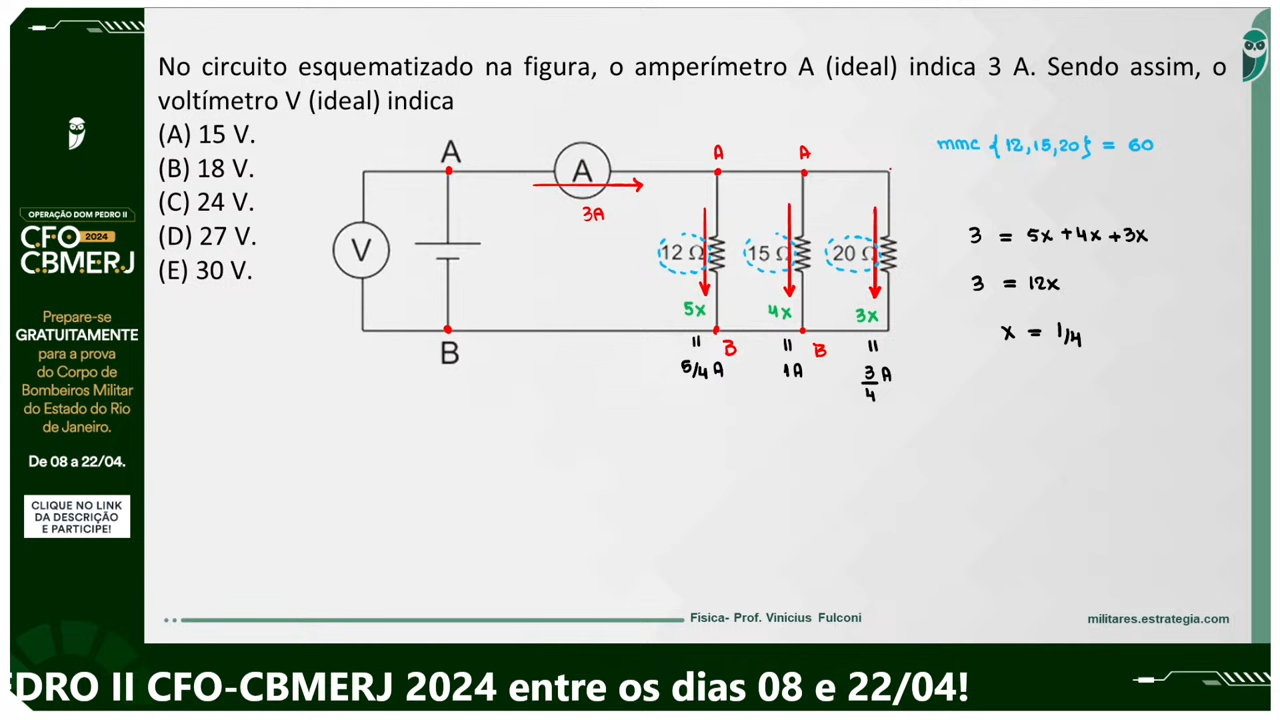 No circuito esquematizado na figura, o amperímetro A (ideal) indica 3 A. Sendo assim, o
voltímetro V (ideal) indica
(A) 15 V.
(B) 18 V.
(C) 24 V.
(D) 27 V.
(E) 30 V.
A
A
3A
V
B
A
A
12 Ω
15 Ω
20 Ω
5x
4x
3x
B
B
=
=
=
5/4 A
1A
3/4 A
mmc {12,15,20} = 60
3 = 5x + 4x + 3x
3 = 12x
x = 1/4
OPERAÇÃO DOM PEDRO II
CFO 2024
CBMERJ
Prepare-se
GRATUITAMENTE
para a prova
do Corpo de
Bombeiros Militar
do Estado do Rio
de Janeiro.
De 08 a 22/04.
CLIQUE NO LINK
DA DESCRIÇÃO
E PARTICIPE!
Fisica- Prof. Vinícius Fulconi
militares.estrategia.com
EDRO II CFO-CBMERJ 2024 entre os dias 08 e 22/04!